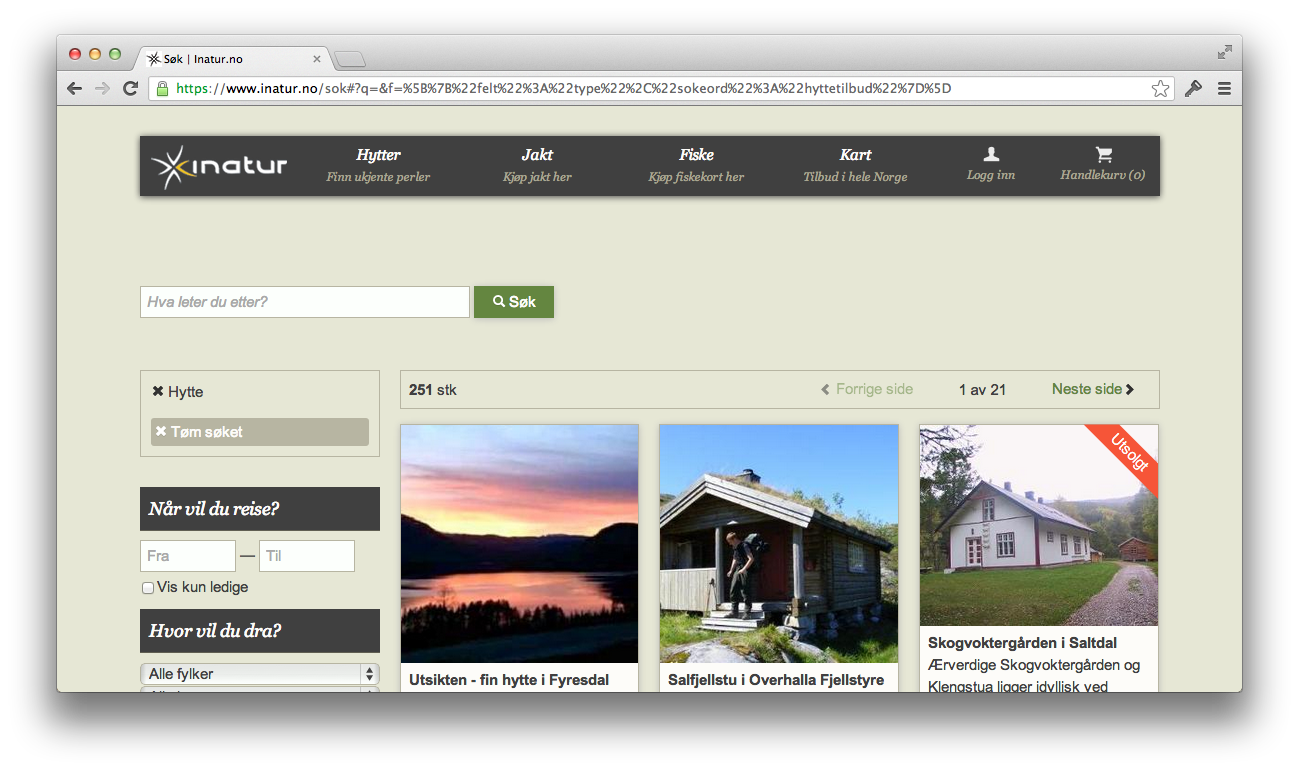 Søk | Inatur.no
https://www.inatur.no/sok#?q=&f=%5B%7B%22felt%22%3A%22type%22%2C%22sokeord%22%3A%22hyttetilbud%22%7D%5D
inatur
Hytter
Finn ukjente perler
Jakt
Kjøp jakt her
Fiske
Kjøp fiskekort her
Kart
Tilbud i hele Norge
Logg inn
Handlekurv (0)
Hva leter du etter?
Søk
Hytte
Tøm søket
251 stk
Forrige side
1 av 21
Neste side
Når vil du reise?
Fra — Til
Vis kun ledige
Hvor vil du dra?
Alle fylker
Utsikten - fin hytte i Fyresdal
Salfjellstu i Overhalla Fjellstyre
Utsolgt
Skogvoktergården i Saltdal
Ærverdige Skogvoktergården og
Klengstua ligger idyllisk ved